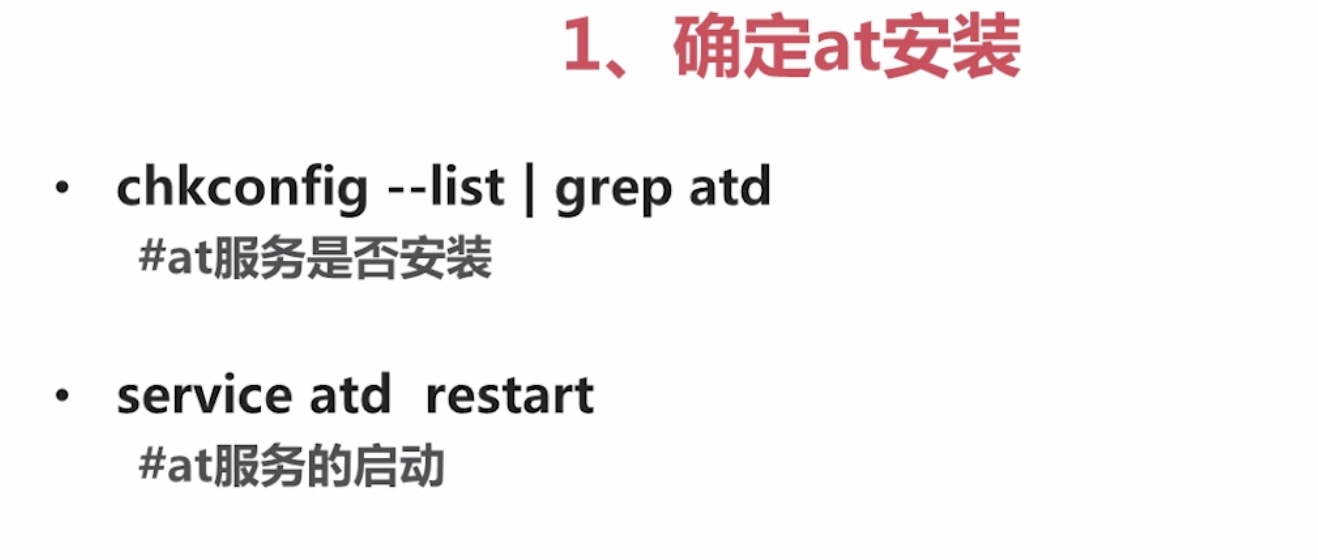 1、确定at安装
• chkconfig --list | grep atd
#at服务是否安装
• service atd  restart
#at服务的启动